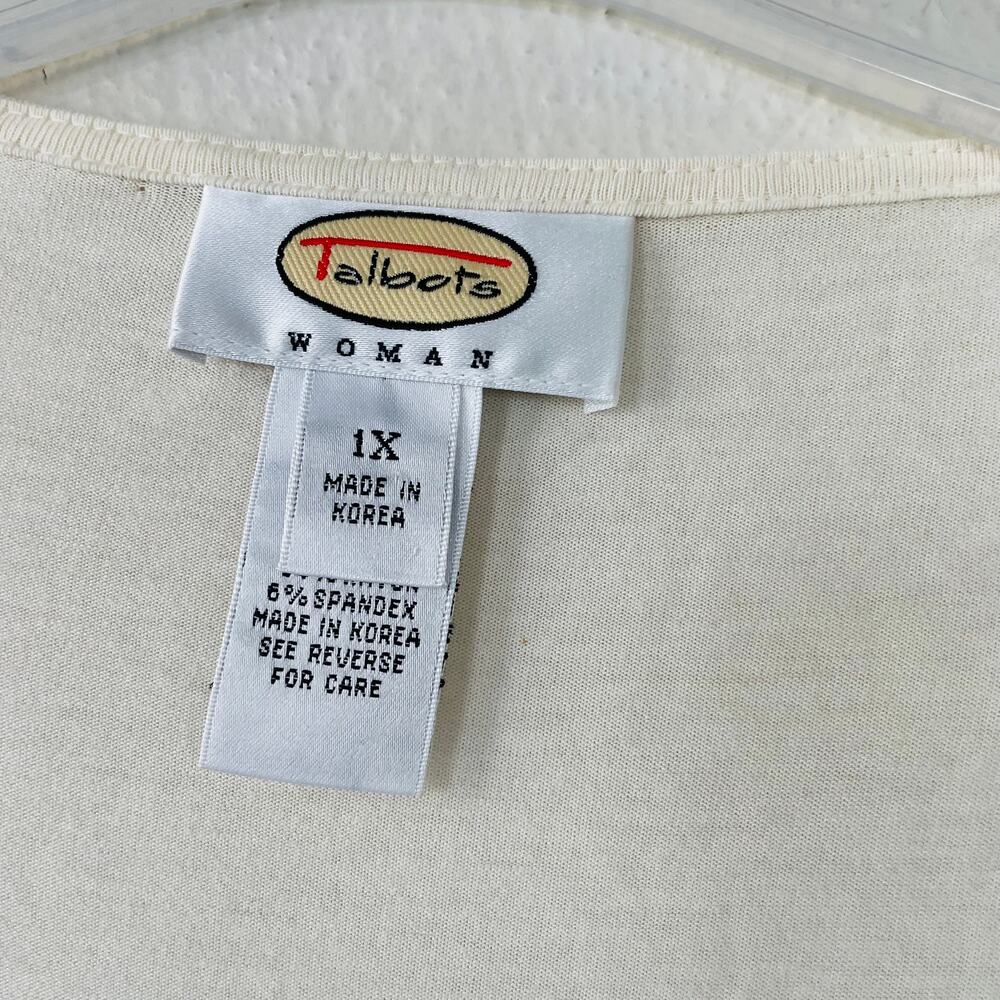 Talbots
WOMAN
1X
MADE IN
KOREA
6% SPANDEX
MADE IN KOREA
SEE REVERSE
FOR CARE